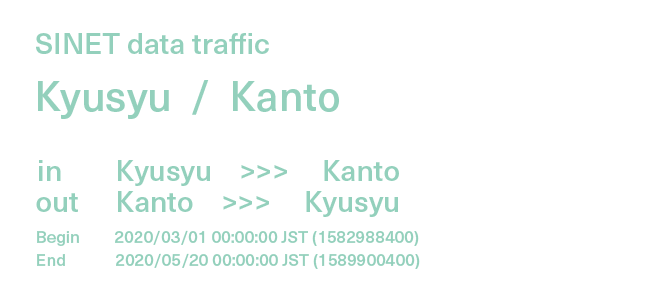 SINET data traffic
Kyusyu / Kanto
in Kyusyu >>> Kanto
out Kanto >>> Kyusyu
Begin 2020/03/01 00:00:00 JST (1582988400)
End 2020/05/20 00:00:00 JST (1589900400)